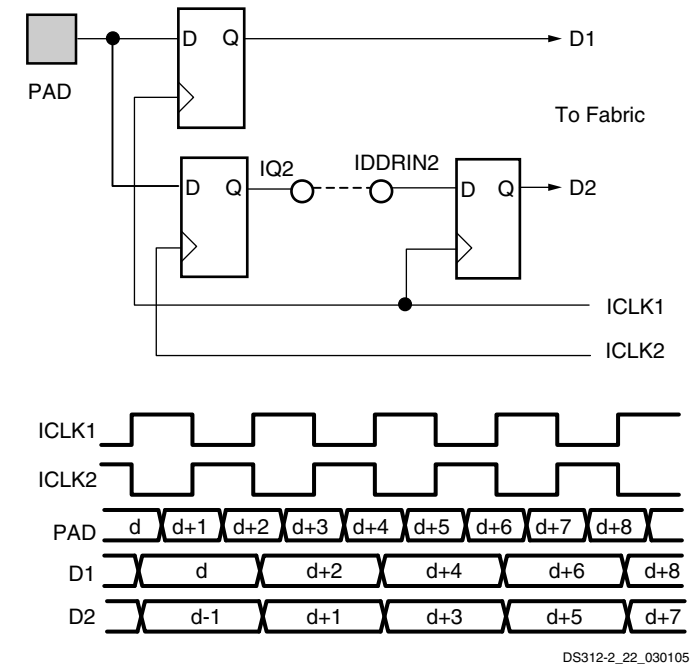 D Q D1
PAD
To Fabric
IQ2 IDDRIN2
D Q D Q D2
ICLK1
ICLK2
ICLK1
ICLK2
PAD d d+1 d+2 d+3 d+4 d+5 d+6 d+7 d+8
D1 d d+2 d+4 d+6 d+8
D2 d-1 d+1 d+3 d+5 d+7
DS312-2_22_030105